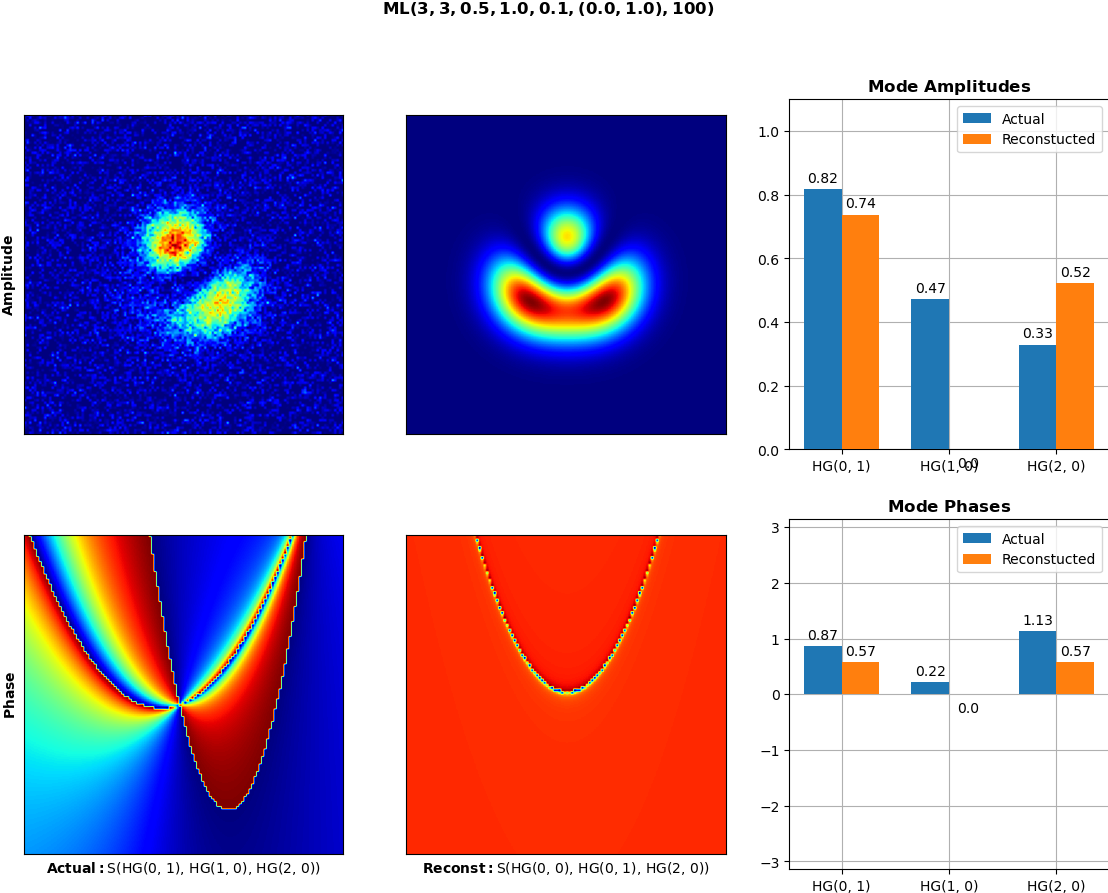 ML(3, 3, 0.5, 1.0, 0.1, (0.0, 1.0), 100)
Amplitude
Mode Amplitudes
Actual
Reconstucted
1.0
0.8
0.6
0.4
0.2
0.0
0.82
0.74
0.47
0.0
0.33
0.52
HG(0, 1)
HG(1, 0)
HG(2, 0)
Phase
Actual: S(HG(0, 1), HG(1, 0), HG(2, 0))
Reconst: S(HG(0, 0), HG(0, 1), HG(2, 0))
Mode Phases
Actual
Reconstucted
3
2
1
0
−1
−2
−3
0.87
0.57
0.22
0.0
1.13
0.57
HG(0, 1)
HG(1, 0)
HG(2, 0)